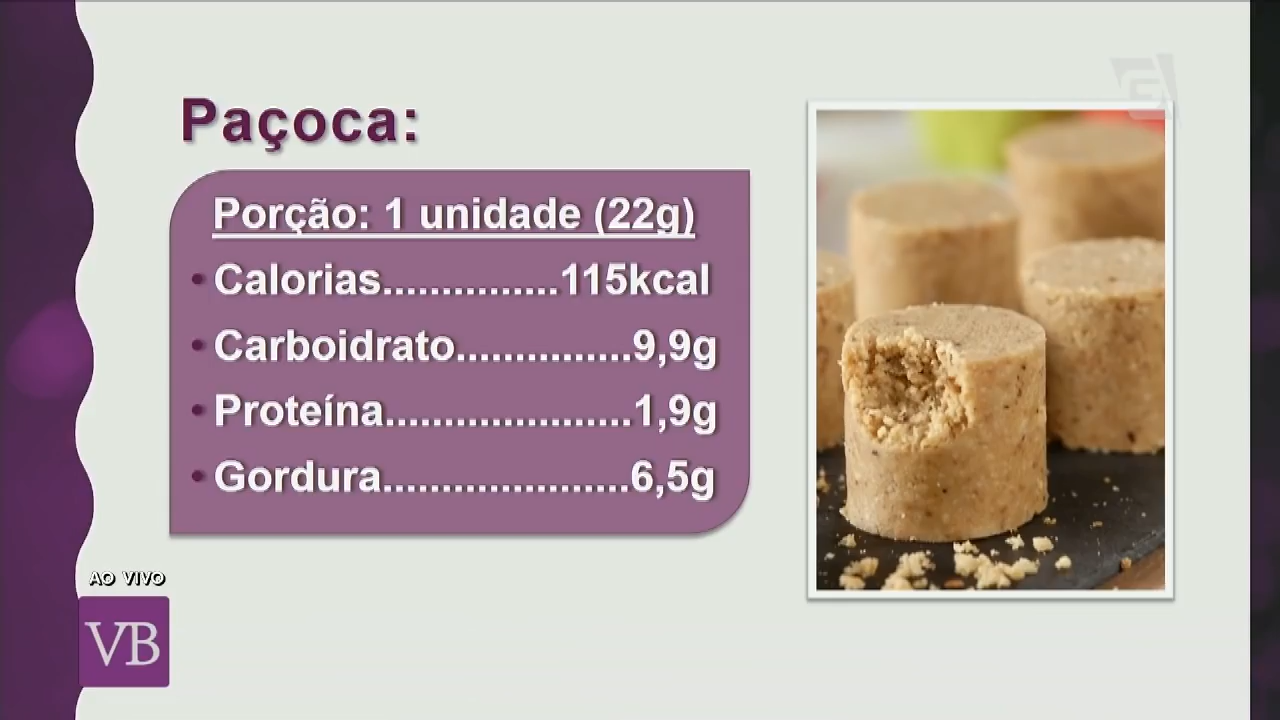 Paçoca:
Porção: 1 unidade (22g)
• Calorias...............115kcal
• Carboidrato...............9,9g
• Proteína.....................1,9g
• Gordura.....................6,5g
AO VIVO
VB